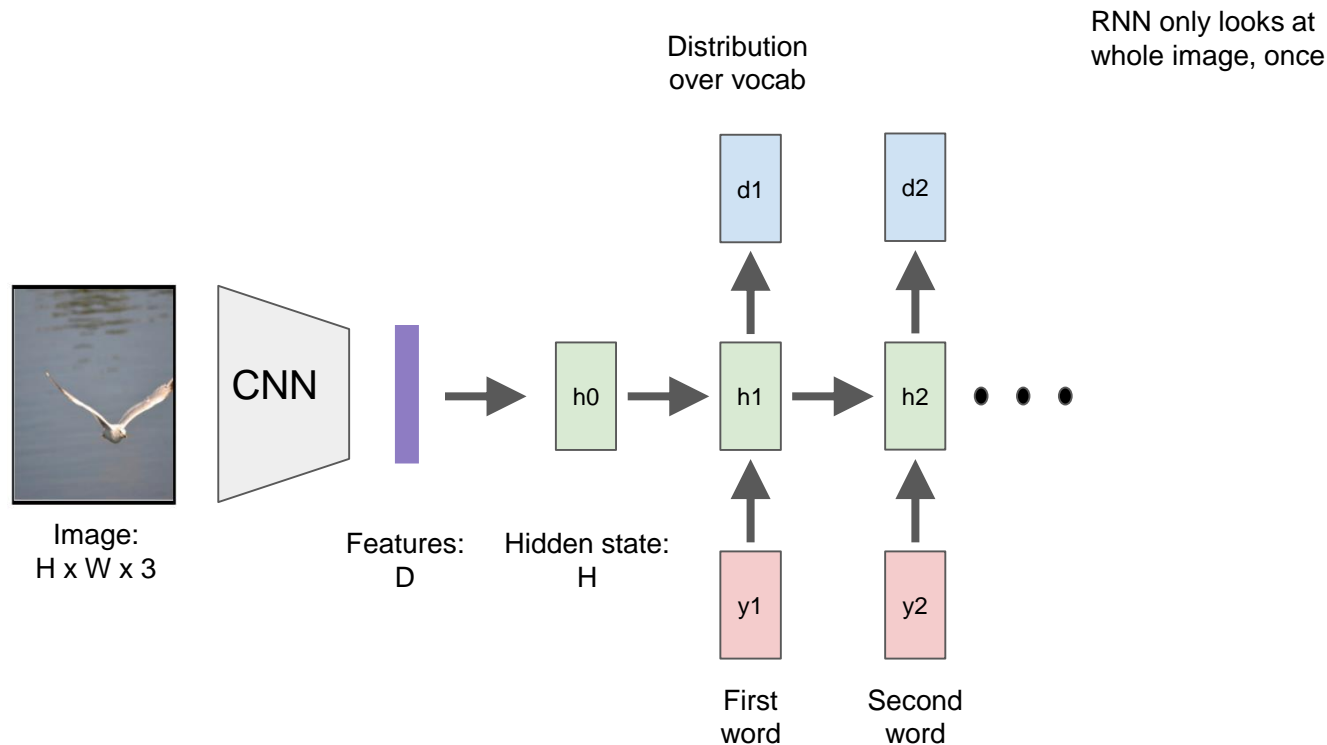 RNN only looks at
whole image, once
Distribution
over vocab
d1
d2
CNN
h0
h1
h2
Image:
H x W x 3
Features:
D
Hidden state:
H
y1
y2
First
word
Second
word